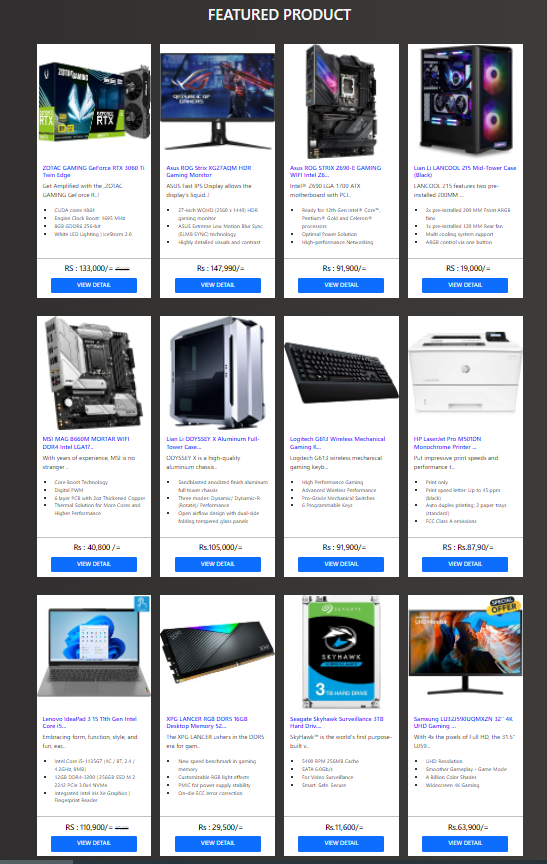 FEATURED PRODUCT
ZOTAC GAMING GeForce RTX 3060 Ti
Twin Edge
Get Amplified with the ,ZOTAC
GAMING GeForce R..!
CUDA cores 4864
Engine Clock Boost: 1695 MHz
8GB GDDR6 256-bit
White LED Lighting | IceStorm 2.0
RS : 133,000/=
VIEW DETAIL
Asus ROG Strix XG27AQM HDR
Gaming Monitor
ASUS Fast IPS Display allows the
display's liquid..!
27-inch WQHD (2560 x 1440) HDR
gaming monitor
ASUS Extreme Low Motion Blur Sync
(ELMB SYNC) technology
Highly detailed visuals and contrast
Rs : 147,990/=
VIEW DETAIL
Asus ROG STRIX Z690-E GAMING
WIFI Intel Z6...
Intel® Z690 LGA 1700 ATX
motherboard with PCI..
Ready for 12th Gen Intel® Core™,
Pentium® Gold and Celeron®
processors
Optimal Power Solution
High-performance Networking
Rs : 91,900/=
VIEW DETAIL
Lian Li LANCOOL 215 Mid-Tower Case
(Black)
LANCOOL 215 features two pre-
installed 200MM ...
2x pre-installed 200 MM Front ARGB
fans
1x pre-installed 120 MM Rear fan
Multi cooling system support
ARGB control via one button
RS : 19,000/=
VIEW DETAIL
MSI MAG B660M MORTAR WIFI
DDR4 Intel LGA17..
With years of experience, MSI is no
stranger ..
Core Boost Technology
Digital PWM
6 layer PCB with 2oz Thickened Copper
Thermal Solution for More Cores and
Higher Performance
Rs : 40,800 /=
VIEW DETAIL
Lian Li ODYSSEY X Aluminum Full-
Tower Case...
ODYSSEY X is a high-quality
aluminum chassis..
Sandblasted anodized finish aluminum
full tower chassis
Three modes: Dynamic/ Dynamic-R
(Rotate)/ Performance
Open airflow design with dual-side
folding tempered glass panels
Rs.105,000/=
VIEW DETAIL
Logitech G613 Wireless Mechanical
Gaming K...
Logitech G613 wireless mechanical
gaming keyb..
High Performance Gaming
Advanced Wireless Performance
Pro-Grade Mechanical Switches
6 Programmable Keys
Rs : 91,900/=
VIEW DETAIL
HP LaserJet Pro M501DN
Monochrome Printer ...
Put impressive print speeds and
performance t..
Print only
Print speed letter: Up to 45 ppm
(black)
Auto duplex printing; 2 paper trays
(standard)
FCC Class A emissions
RS : Rs.87,90/=
VIEW DETAIL
Lenovo IdeaPad 3 15 11th Gen Intel
Core i5...
Embracing form, function, style, and
fun, eac..
Intel Core i5-1135G7 (4C / 8T, 2.4 /
4.2GHz, 8MB)
12GB DDR4-3200 |256GB SSD M.2
2242 PCIe 3.0x4 NVMe
Integrated Intel Iris Xe Graphics |
Fingerprint Reader
RS : 110,900/=
VIEW DETAIL
XPG LANCER RGB DDR5 16GB
Desktop Memory 52...
The XPG LANCER ushers in the DDR5
era for gam..
New speed benchmark in gaming
memory
Customizable RGB light effects
PMIC for power supply stability
On-die ECC error correction
Rs : 29,500/=
VIEW DETAIL
SEAGATE
SKYHAWK
3TB HARD DRIVE
Seagate Skyhawk Surveillance 3TB
Hard Driv...
SkyHawk™ is the world's first purpose-
built v..
5400 RPM 256MB Cache
SATA 6.0Gb/s
For Video Surveillance
Smart. Safe. Secure
Rs.11,600/=
VIEW DETAIL
SPECIAL
OFFER
UHD Monitor
Samsung LU32J590UQMXZN 32" 4K
UHD Gaming ...
With 4x the pixels of Full HD, the 31.5"
UJ59..
UHD Resolution
Smoother Gameplay - Game Mode
A Billion Color Shades
Widescreen 4K Gaming
Rs.63,900/=
VIEW DETAIL